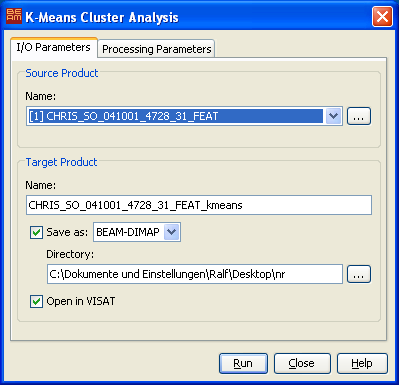 BEAM K-Means Cluster Analysis
I/O Parameters Processing Parameters
Source Product
Name:
[1] CHRIS_SO_041001_4728_31_FEAT ...
Target Product
Name:
CHRIS_SO_041001_4728_31_FEAT_kmeans
Save as: BEAM-DIMAP
Directory:
C:\Dokumente und Einstellungen\Ralf\Desktop\nr ...
Open in VISAT
Run Close Help